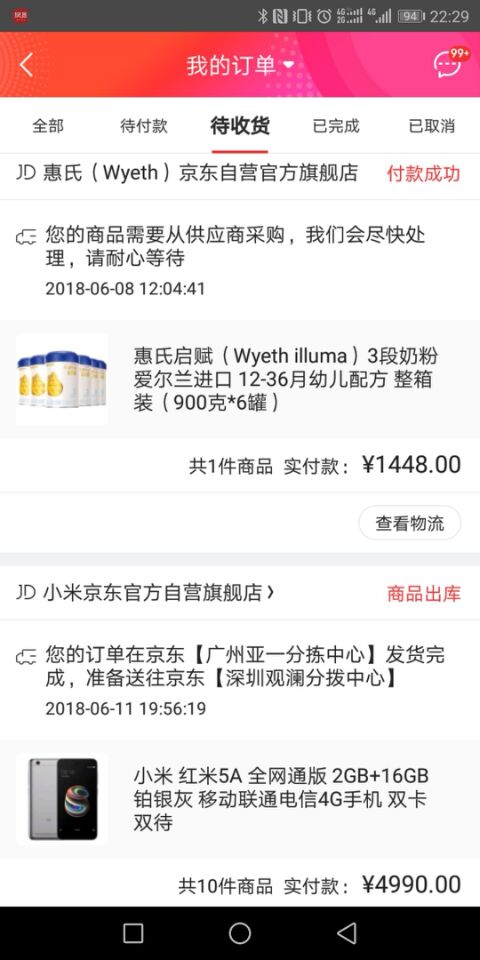 94 22:29
我的订单
99+
全部 待付款 待收货 已完成 已取消
JD 惠氏（Wyeth）京东自营官方旗舰店 付款成功
您的商品需要从供应商采购，我们会尽快处
理，请耐心等待
2018-06-08 12:04:41
惠氏启赋（Wyeth illuma）3段奶粉
爱尔兰进口 12-36月幼儿配方 整箱
装（900克*6罐）
共1件商品 实付款：¥1448.00
查看物流
JD 小米京东官方自营旗舰店 商品出库
您的订单在京东【广州亚一分拣中心】发货完
成，准备送往京东【深圳观澜分拨中心】
2018-06-11 19:56:19
小米 红米5A 全网通版 2GB+16GB
铂银灰 移动联通电信4G手机 双卡
双待
共10件商品 实付款：¥4990.00